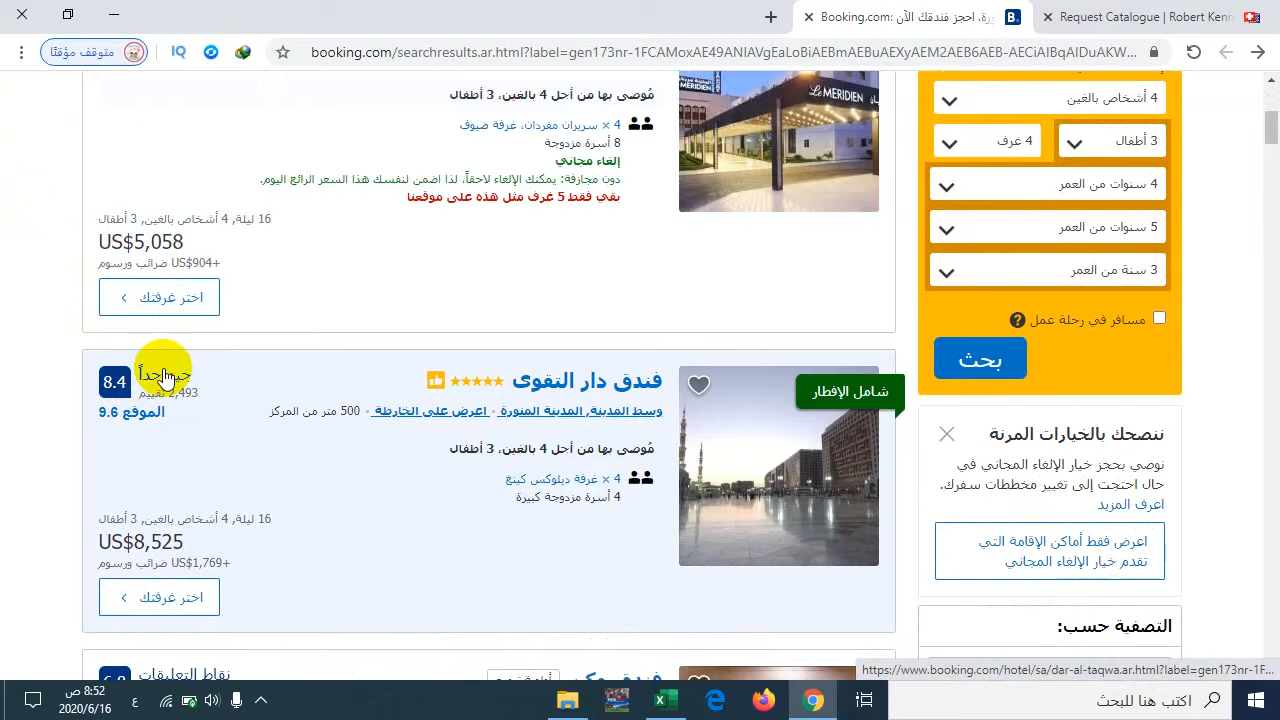 Booking.com: ورة. احجز فندقك الآن
Request Catalogue | Robert Kenn
متوقف مؤقتًا
booking.com/searchresults.ar.html?label=gen173nr-1FCAMoxAE49ANIAVgEaLoBiAEBmAEBuAEXyAEM2AEB6AEB-AECiAIBqAIDuAKW...
4 أشخاص بالغين
3 أطفال
4 غرف
4 سنوات من العمر
5 سنوات من العمر
3 سنة من العمر
مسافر في رحلة عمل
بحث
ننصحك بالخيارات المرنة
نوصي بحجز خيار الإلغاء المجاني في
حال احتجت إلى تغيير مخططات سفرك.
اعرف المزيد
اعرض فقط أماكن الإقامة التي
تقدم خيار الإلغاء المجاني
التصفية حسب:
Le MERIDIEN
MERIDIEN
مُوصى بها من أجل 4 بالغين، 3 أطفال
4 × سريران مفردان، غرفة ضيوف
8 أسرة مزدوجة
إلغاء مجاني
دون مجازفة: يمكنك الإلغاء لاحقاً، لذا اضمن لنفسك هذا السعر الرائع اليوم.
بقي فقط 5 غرف مثل هذه على موقعنا
16 ليلة, 4 أشخاص بالغين, 3 أطفال
US$5,058
+US$904 ضرائب ورسوم
اختر غرفتك
شامل الإفطار
فندق دار التقوى
وسط المدينة, المدينة المنورة • اعرض على الخارطة • 500 متر من المركز
جيد جداً
8.4
2,493 تقييم
الموقع 9.6
مُوصى بها من أجل 4 بالغين، 3 أطفال
4 × غرفة ديلوكس كينغ
4 أسرة مزدوجة كبيرة
16 ليلة, 4 أشخاص بالغين, 3 أطفال
US$8,525
+US$1,769 ضرائب ورسوم
اختر غرفتك
نقاط التعليقات
https://www.booking.com/hotel/sa/dar-al-taqwa.ar.html?label=gen173nr-1F...
اكتب هنا للبحث
ع
8:52 ص
2020/6/16